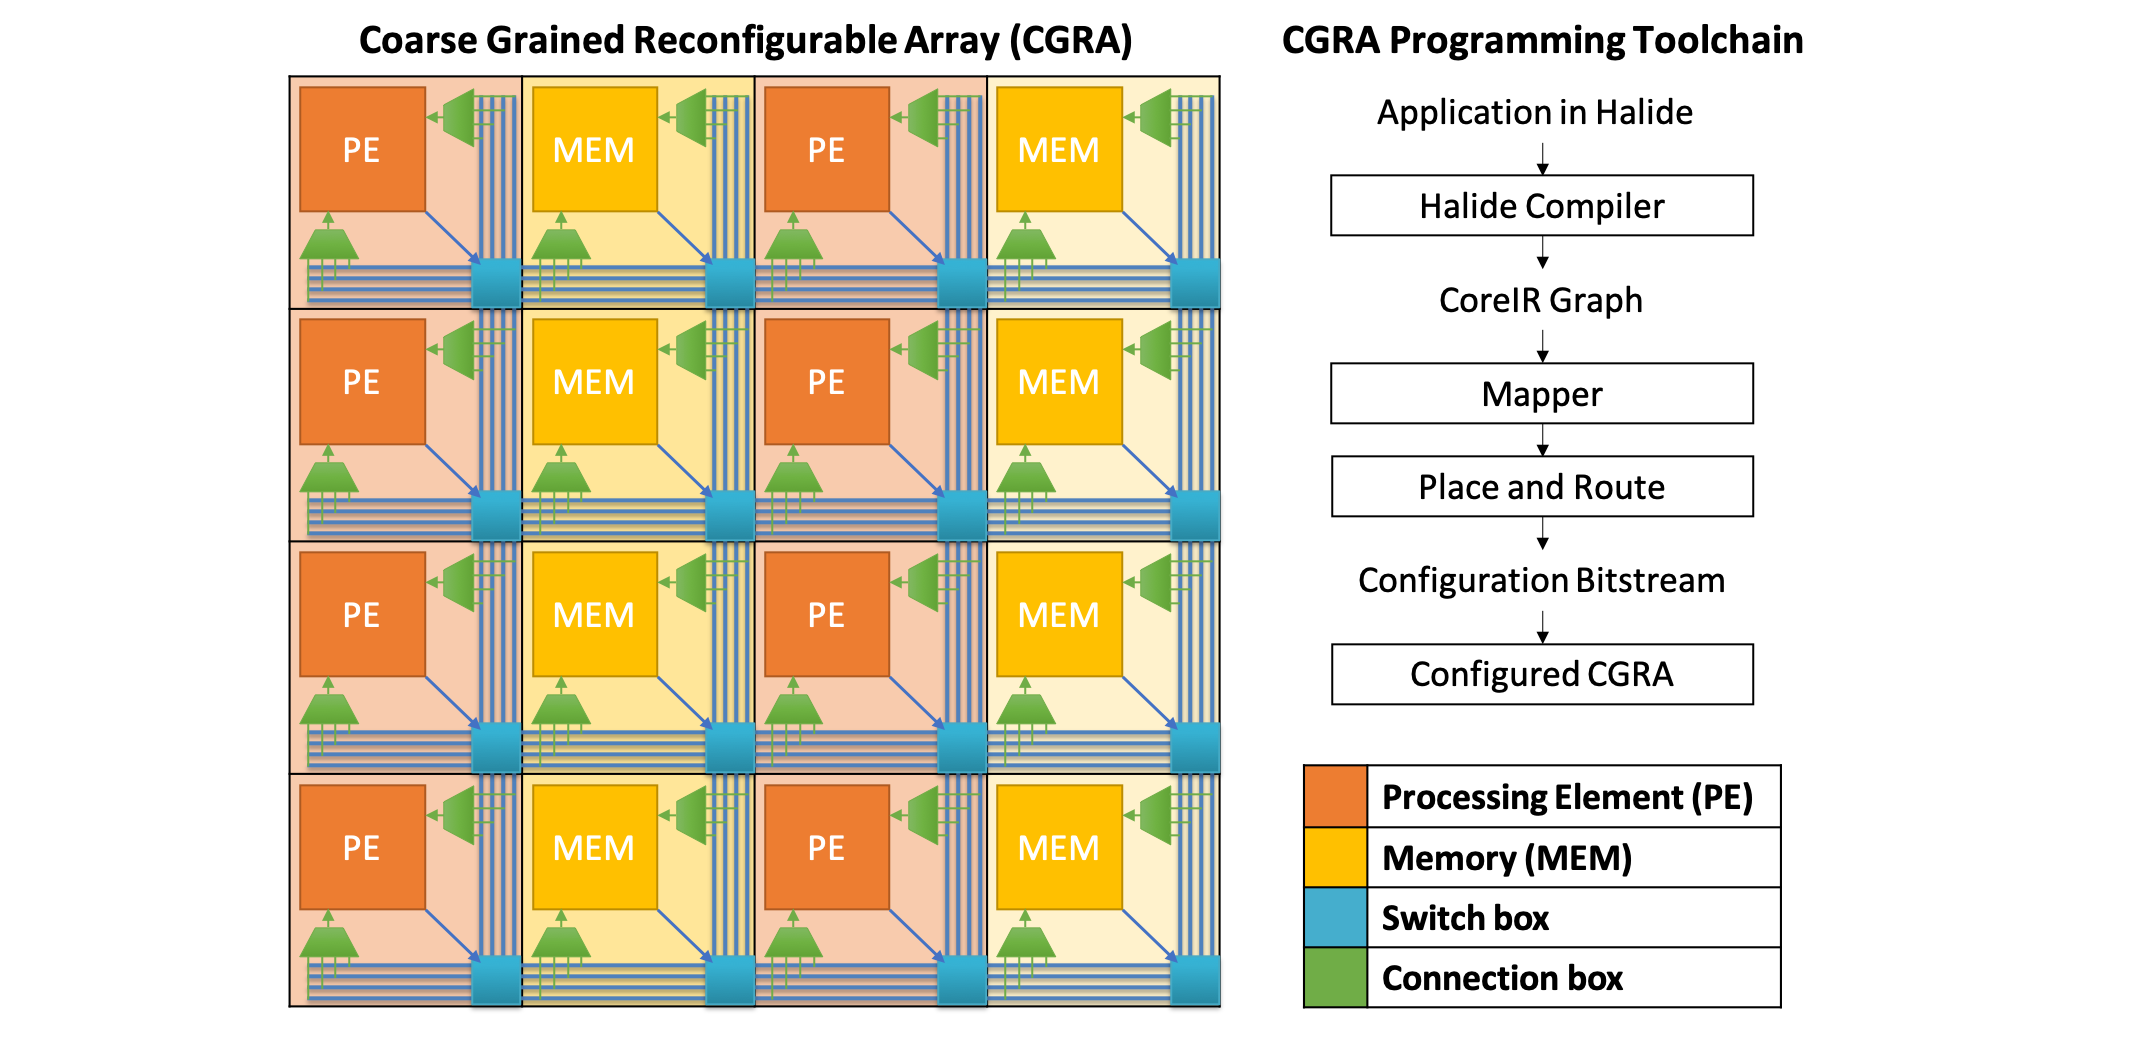 Coarse Grained Reconfigurable Array (CGRA)
PE MEM PE MEM
PE MEM PE MEM
PE MEM PE MEM
PE MEM PE MEM
CGRA Programming Toolchain
Application in Halide
Halide Compiler
CoreIR Graph
Mapper
Place and Route
Configuration Bitstream
Configured CGRA
Processing Element (PE)
Memory (MEM)
Switch box
Connection box